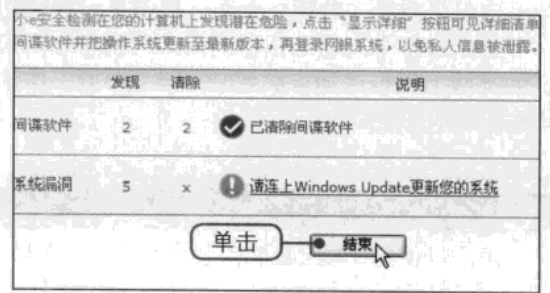 小e安全检测在您的计算机上发现潜在危险，点击“显示详细”按钮可见详细清单
间谍软件并把操作系统更新至最新版本，再登录网银系统，以免私人信息被泄露。
发现 清除 说明
间谍软件 2 2 已清除间谍软件
系统漏洞 5 x 请连上Windows Update更新您的系统
单击 结束